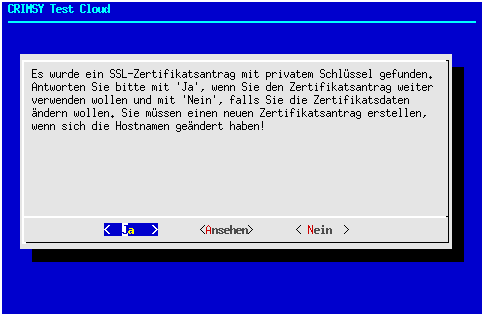 CRIMSY Test Cloud
Es wurde ein SSL-Zertifikatsantrag mit privatem Schlüssel gefunden.
Antworten Sie bitte mit 'Ja', wenn Sie den Zertifikatsantrag weiter
verwenden wollen und mit 'Nein', falls Sie die Zertifikatsdaten
ändern wollen. Sie müssen einen neuen Zertifikatsantrag erstellen,
wenn sich die Hostnamen geändert haben!
< Ja > <Ansehen> < Nein >